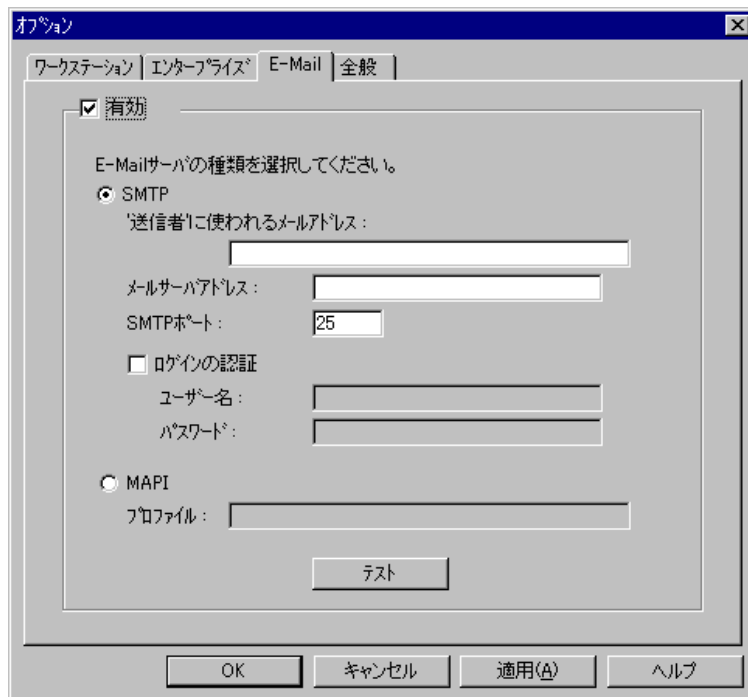 オプション
ワークステーション エンタープライズ E-Mail 全般
有効
E-Mailサーバの種類を選択してください。
SMTP
'送信者'に使われるメールアドレス：
メールサーバアドレス：
SMTPポート： 25
ログインの認証
ユーザー名：
パスワード：
MAPI
プロファイル：
テスト
OK キャンセル 適用(A) ヘルプ